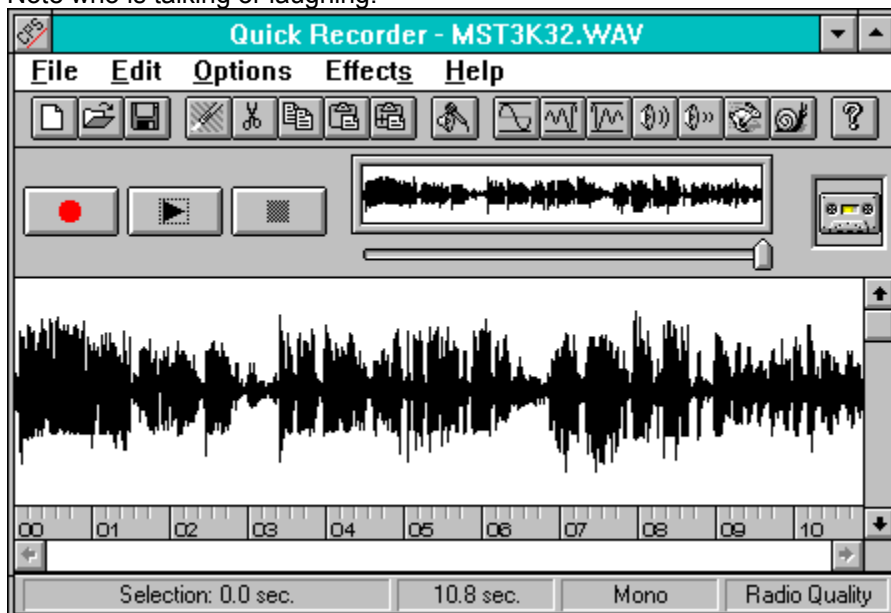 Note who is talking or laughing.
CPS
Quick Recorder - MST3K32.WAV
File Edit Options Effects Help
?
00 01 02 03 04 05 06 07 08 09 10
Selection: 0.0 sec. 10.8 sec. Mono Radio Quality